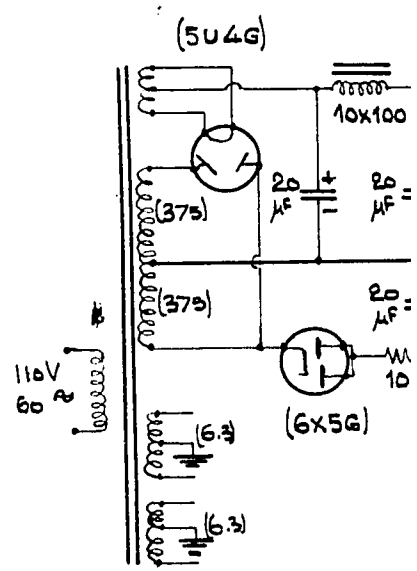 (5U4G)
10x100
20
µF
+
-
20
µF
(375)
(375)
20
µF
110V
60 ~
10
(6X5G)
(6.3)
(6.3)